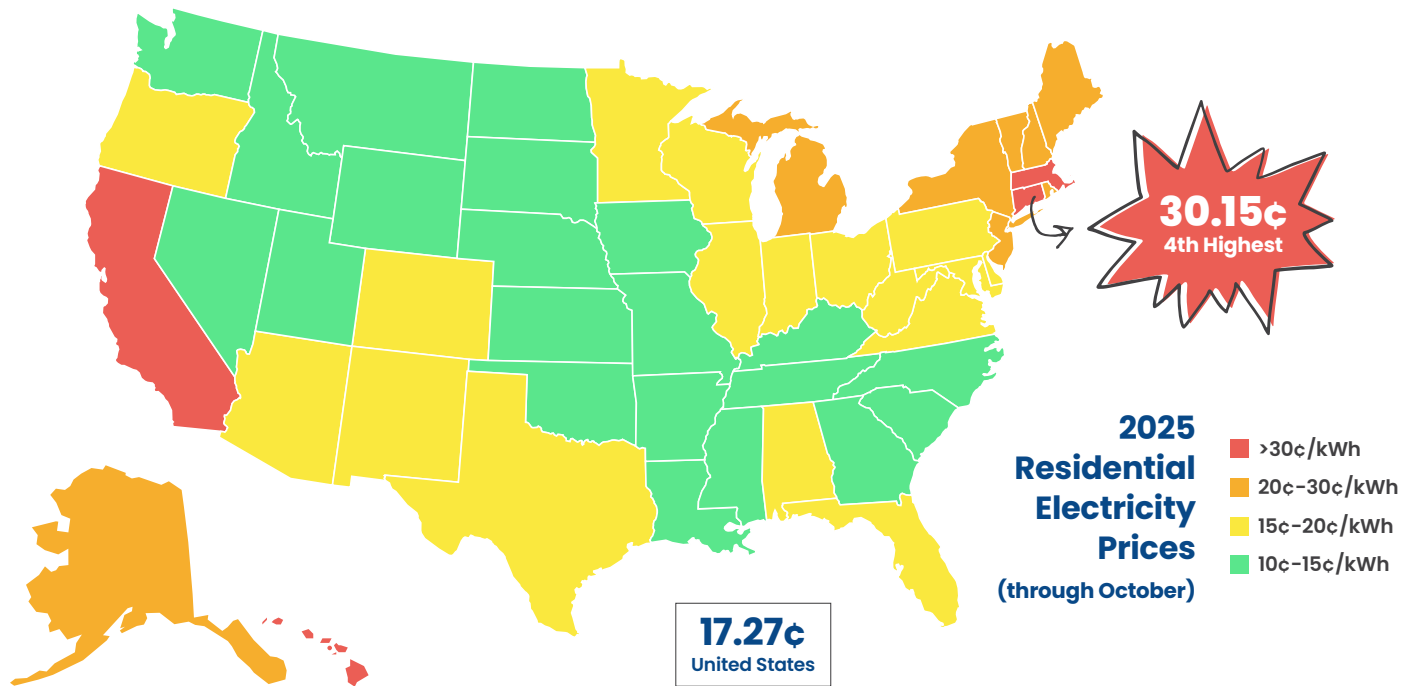 30.15¢
4th Highest
2025
Residential
Electricity
Prices
(through October)
>30¢/kWh
20¢-30¢/kWh
15¢-20¢/kWh
10¢-15¢/kWh
17.27¢
United States